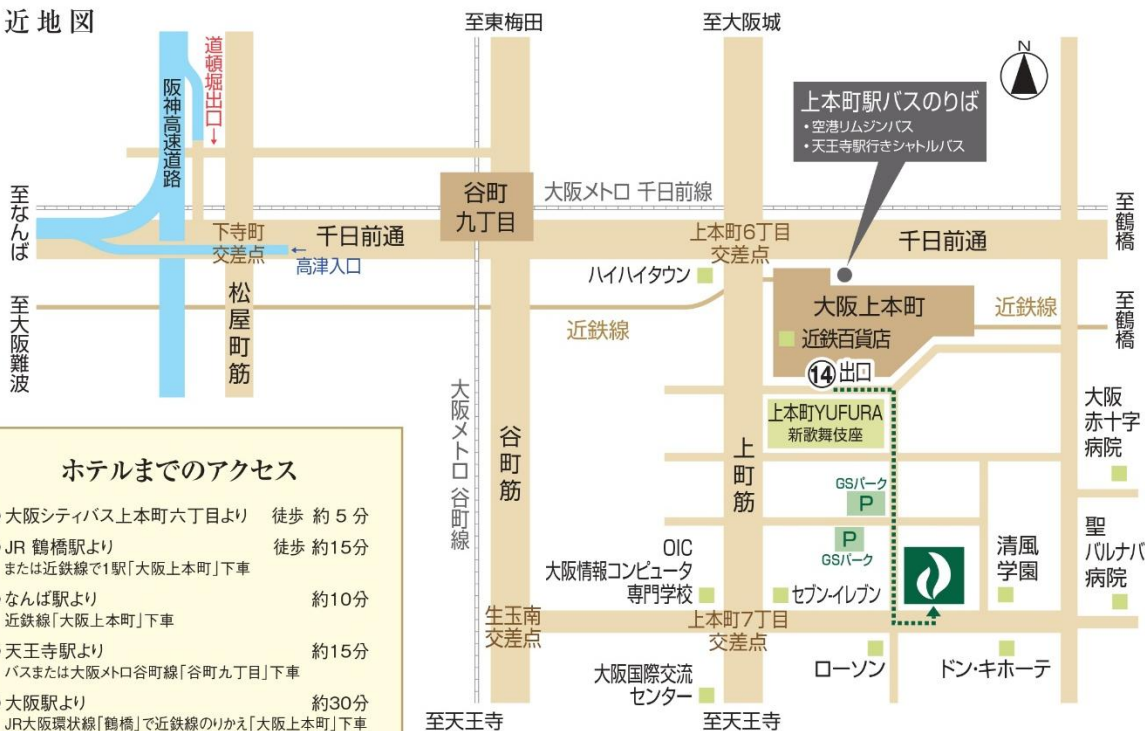 近地図
至東梅田
至大阪城
N
道頓堀出口→
阪神高速道路
上本町駅バスのりば
・空港リムジンバス
・天王寺駅行きシャトルバス
至なんば
谷町
九丁目
大阪メトロ 千日前線
至鶴橋
下寺町
交差点
千日前通
←
高津入口
上本町6丁目
交差点
千日前通
ハイハイタウン
松屋町筋
大阪上本町
近鉄百貨店
至大阪難波
近鉄線
近鉄線
至鶴橋
⑭出口
大阪メトロ 谷町線
谷町筋
上町筋
上本町YUFURA
新歌舞伎座
大阪
赤十字
病院
GSパーク
P
P
GSパーク
OIC
大阪情報コンピュータ
専門学校
セブン-イレブン
清風
学園
聖
バルナバ
病院
生玉南
交差点
上本町7丁目
交差点
ローソン
ドン・キホーテ
大阪国際交流
センター
至天王寺
至天王寺
ホテルまでのアクセス
大阪シティバス上本町六丁目より 徒歩 約5分
JR 鶴橋駅より 徒歩 約15分
または近鉄線で1駅「大阪上本町」下車
なんば駅より 約10分
近鉄線「大阪上本町」下車
天王寺駅より 約15分
バスまたは大阪メトロ谷町線「谷町九丁目」下車
大阪駅より 約30分
JR大阪環状線「鶴橋」で近鉄線のりかえ「大阪上本町」下車